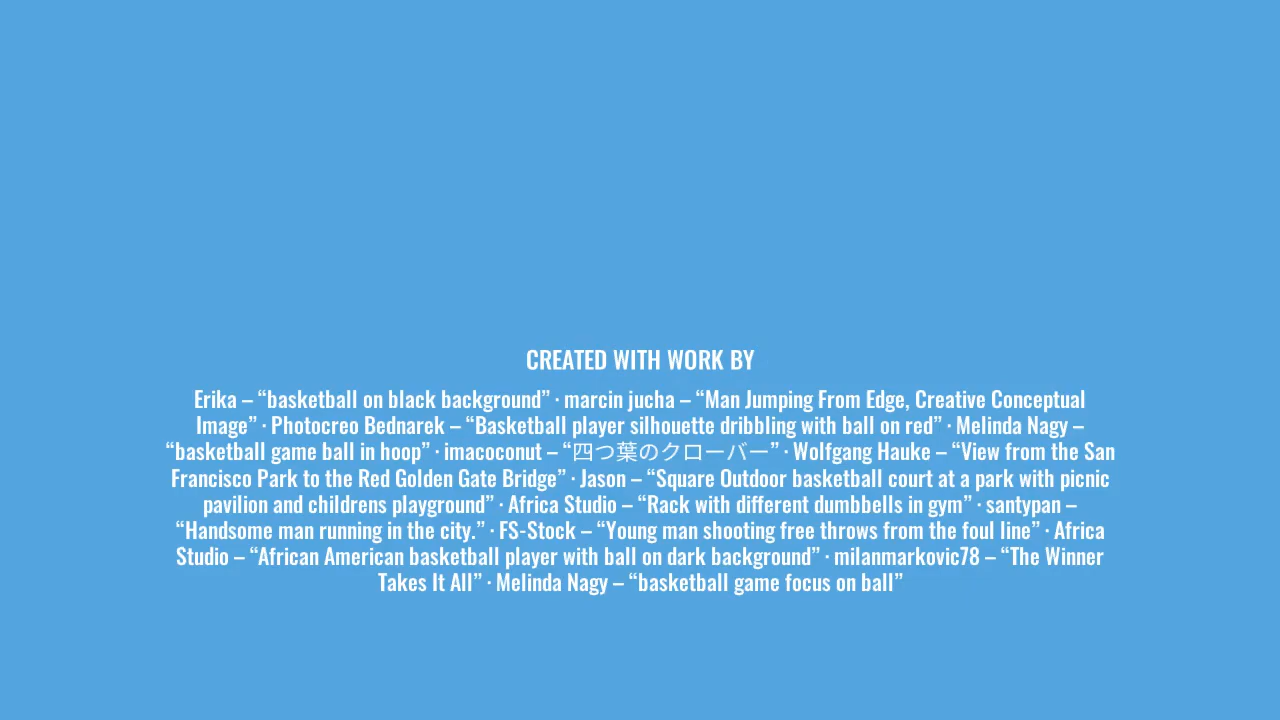 CREATED WITH WORK BY
Erika – “basketball on black background” · marcin jucha – “Man Jumping From Edge, Creative Conceptual
Image” · Photocreo Bednarek – “Basketball player silhouette dribbling with ball on red” · Melinda Nagy –
“basketball game ball in hoop” · imacoconut – “四つ葉のクローバー” · Wolfgang Hauke – “View from the San
Francisco Park to the Red Golden Gate Bridge” · Jason – “Square Outdoor basketball court at a park with picnic
pavilion and childrens playground” · Africa Studio – “Rack with different dumbbells in gym” · santypan –
“Handsome man running in the city.” · FS-Stock – “Young man shooting free throws from the foul line” · Africa
Studio – “African American basketball player with ball on dark background” · milanmarkovic78 – “The Winner
Takes It All” · Melinda Nagy – “basketball game focus on ball”